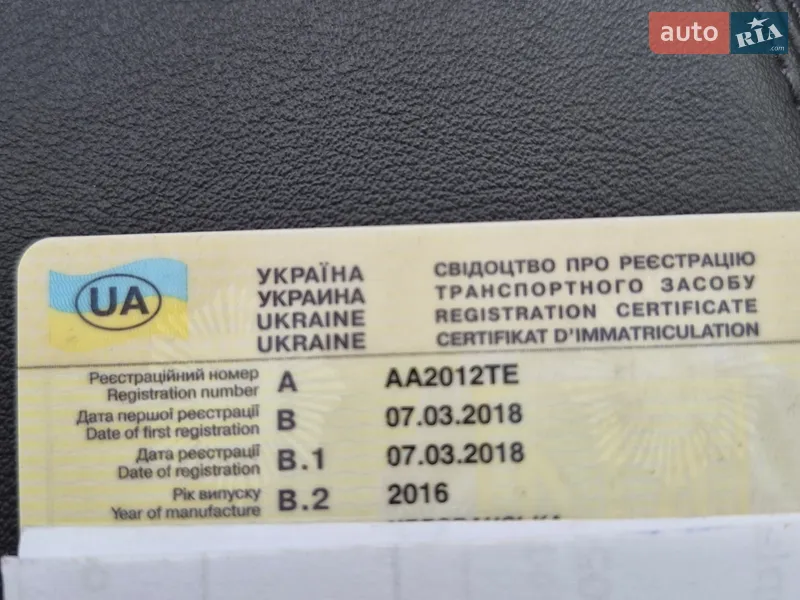 auto RIA .com
UA
УКРАЇНА
УКРАИНА
UKRAINE
UKRAINE
СВІДОЦТВО ПРО РЕЄСТРАЦІЮ
ТРАНСПОРТНОГО ЗАСОБУ
REGISTRATION CERTIFICATE
CERTIFIKAT D'IMMATRICULATION
Реєстраційний номер
Registration number A AA2012TE
Дата першої реєстрації
Date of first registration B 07.03.2018
Дата реєстрації
Date of registration B.1 07.03.2018
Рік випуску
Year of manufacture B.2 2016